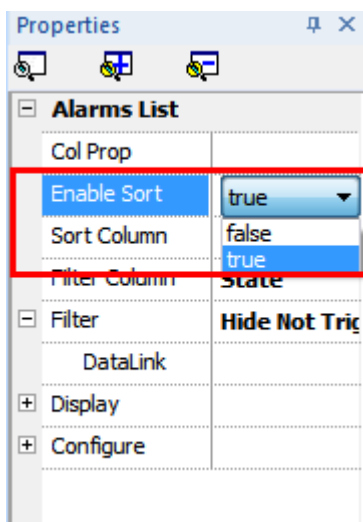 Properties
Alarms List
Col Prop
Enable Sort true
Sort Column false
true
Filter Column State
Filter Hide Not Trig
DataLink
Display
Configure